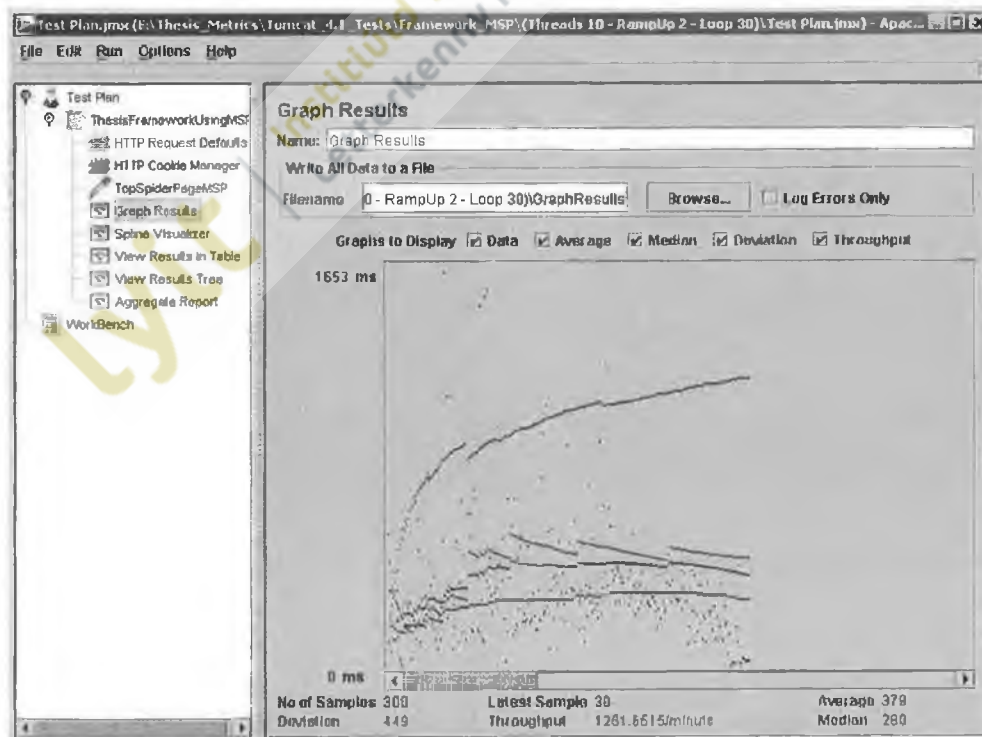 Test Plan.jmx (E:\Thesis_Metrics\Tomcat_4.1_Tests\Framework_MSP\(Threads 10 - RampUp 2 - Loop 30)\Test Plan.jmx) - Apac...
File Edit Run Options Help
Test Plan
ThesisFrameworkUsingMSP
HTTP Request Defaults
HTTP Cookie Manager
TopSpiderPageMSP
Graph Results
Spline Visualizer
View Results in Table
View Results Tree
Aggregate Report
WorkBench
Graph Results
Name: Graph Results
Write All Data to a File
Filename 0 - RampUp 2 - Loop 30)\GraphResults Browse... Log Errors Only
Graphs to Display Data Average Median Deviation Throughput
1653 ms
0 ms
No of Samples 300 Latest Sample 30 Average 379
Deviation 449 Throughput 1261.6515/minute Median 280
lyit